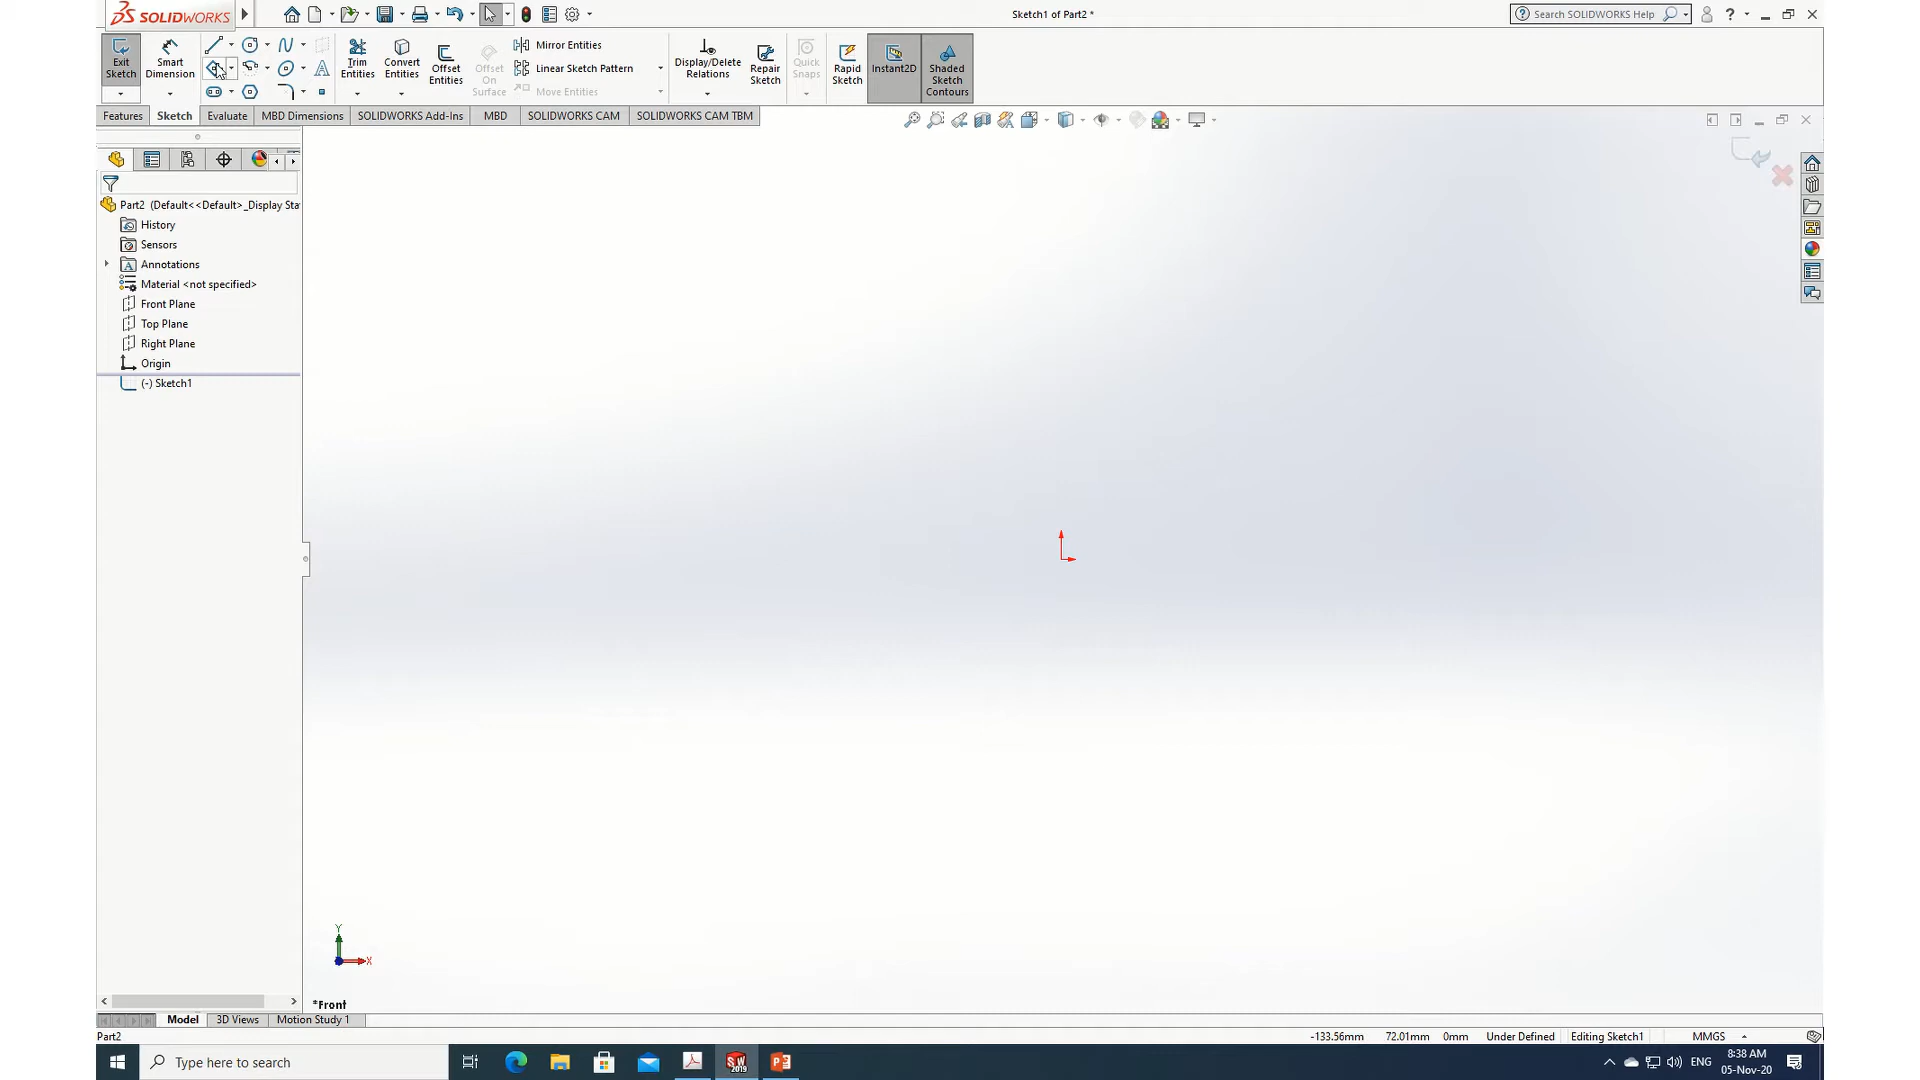 SOLIDWORKS
Sketch1 of Part2 *
Search SOLIDWORKS Help
Exit Sketch
Smart Dimension
Trim Entities
Convert Entities
Offset Entities
Offset On Surface
Mirror Entities
Linear Sketch Pattern
Move Entities
Display/Delete Relations
Repair Sketch
Quick Snaps
Rapid Sketch
Instant2D
Shaded Sketch Contours
Features
Sketch
Evaluate
MBD Dimensions
SOLIDWORKS Add-Ins
MBD
SOLIDWORKS CAM
SOLIDWORKS CAM TBM
Part2 (Default<<Default>_Display Sta
History
Sensors
Annotations
Material <not specified>
Front Plane
Top Plane
Right Plane
Origin
(-) Sketch1
Y
X
*Front
Model
3D Views
Motion Study 1
Part2
-133.56mm
72.01mm
0mm
Under Defined
Editing Sketch1
MMGS
Type here to search
SW 2019
ENG
8:38 AM
05-Nov-20